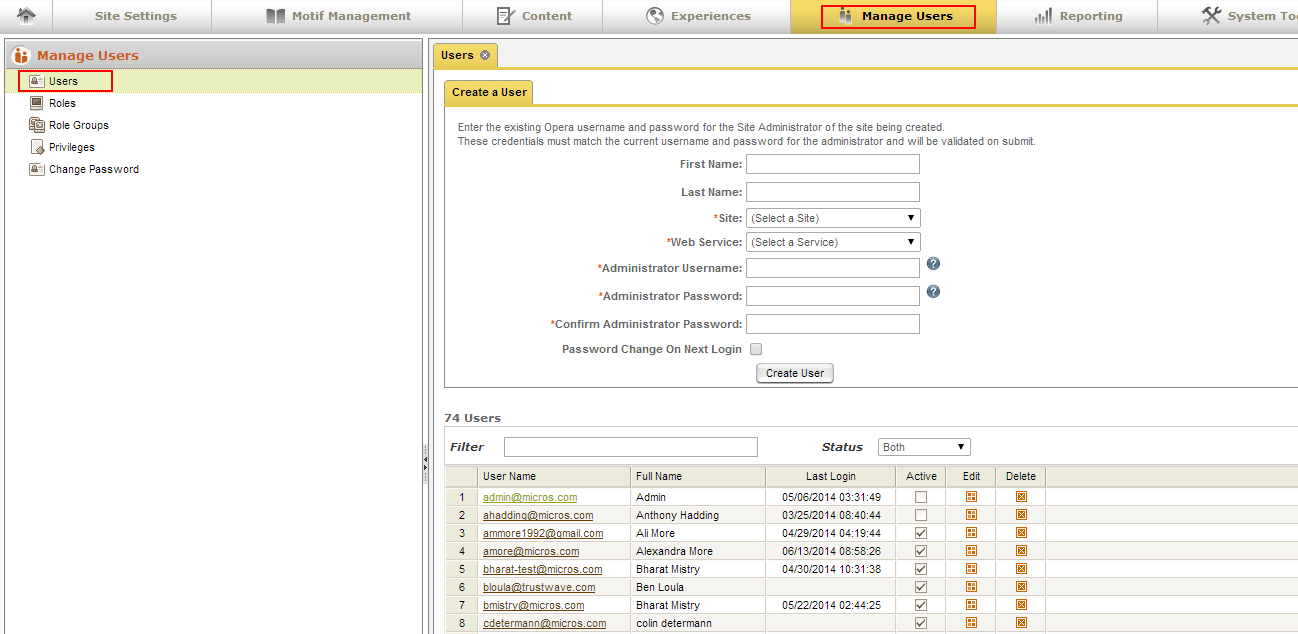 Site Settings Motif Management Content Experiences Manage Users Reporting System Too
Manage Users
Users
Roles
Role Groups
Privileges
Change Password
Users
Create a User
Enter the existing Opera username and password for the Site Administrator of the site being created.
These credentials must match the current username and password for the administrator and will be validated on submit.
First Name:
Last Name:
*Site: (Select a Site)
*Web Service: (Select a Service)
*Administrator Username: ?
*Administrator Password: ?
*Confirm Administrator Password:
Password Change On Next Login
Create User
74 Users
Filter Status Both
User Name Full Name Last Login Active Edit Delete
1 admin@micros.com Admin 05/06/2014 03:31:49
2 ahadding@micros.com Anthony Hadding 03/25/2014 08:40:44
3 ammore1992@gmail.com Ali More 04/29/2014 04:19:44
4 amore@micros.com Alexandra More 06/13/2014 08:58:26
5 bharat-test@micros.com Bharat Mistry 04/30/2014 10:31:38
6 bloula@trustwave.com Ben Loula
7 bmistry@micros.com Bharat Mistry 05/22/2014 02:44:25
8 cdetermann@micros.com colin determann